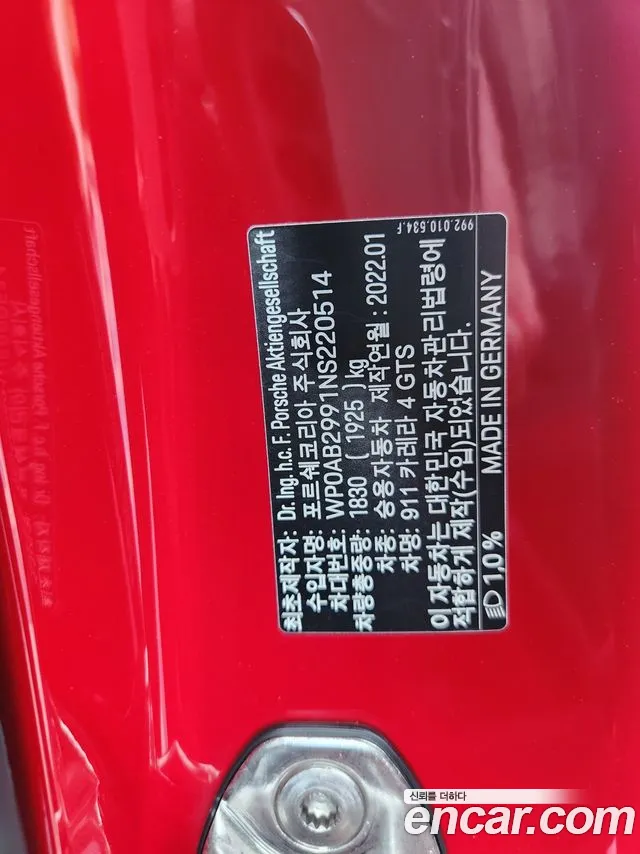 992.010.534.F
최초제작자: Dr. Ing. h.c. F. Porsche Aktiengesellschaft
수입자명: 포르쉐코리아 주식회사
차대번호: WP0AB2991NS220514
차량총중량: 1830 ( 1925 ) kg
차종: 승용자동차 제작연월 : 2022.01
차명: 911 카레라 4 GTS
이 자동차는 대한민국 자동차관리법령에
적합하게 제작(수입)되었습니다.
1,0% MADE IN GERMANY
신뢰를 더하다
encar.com